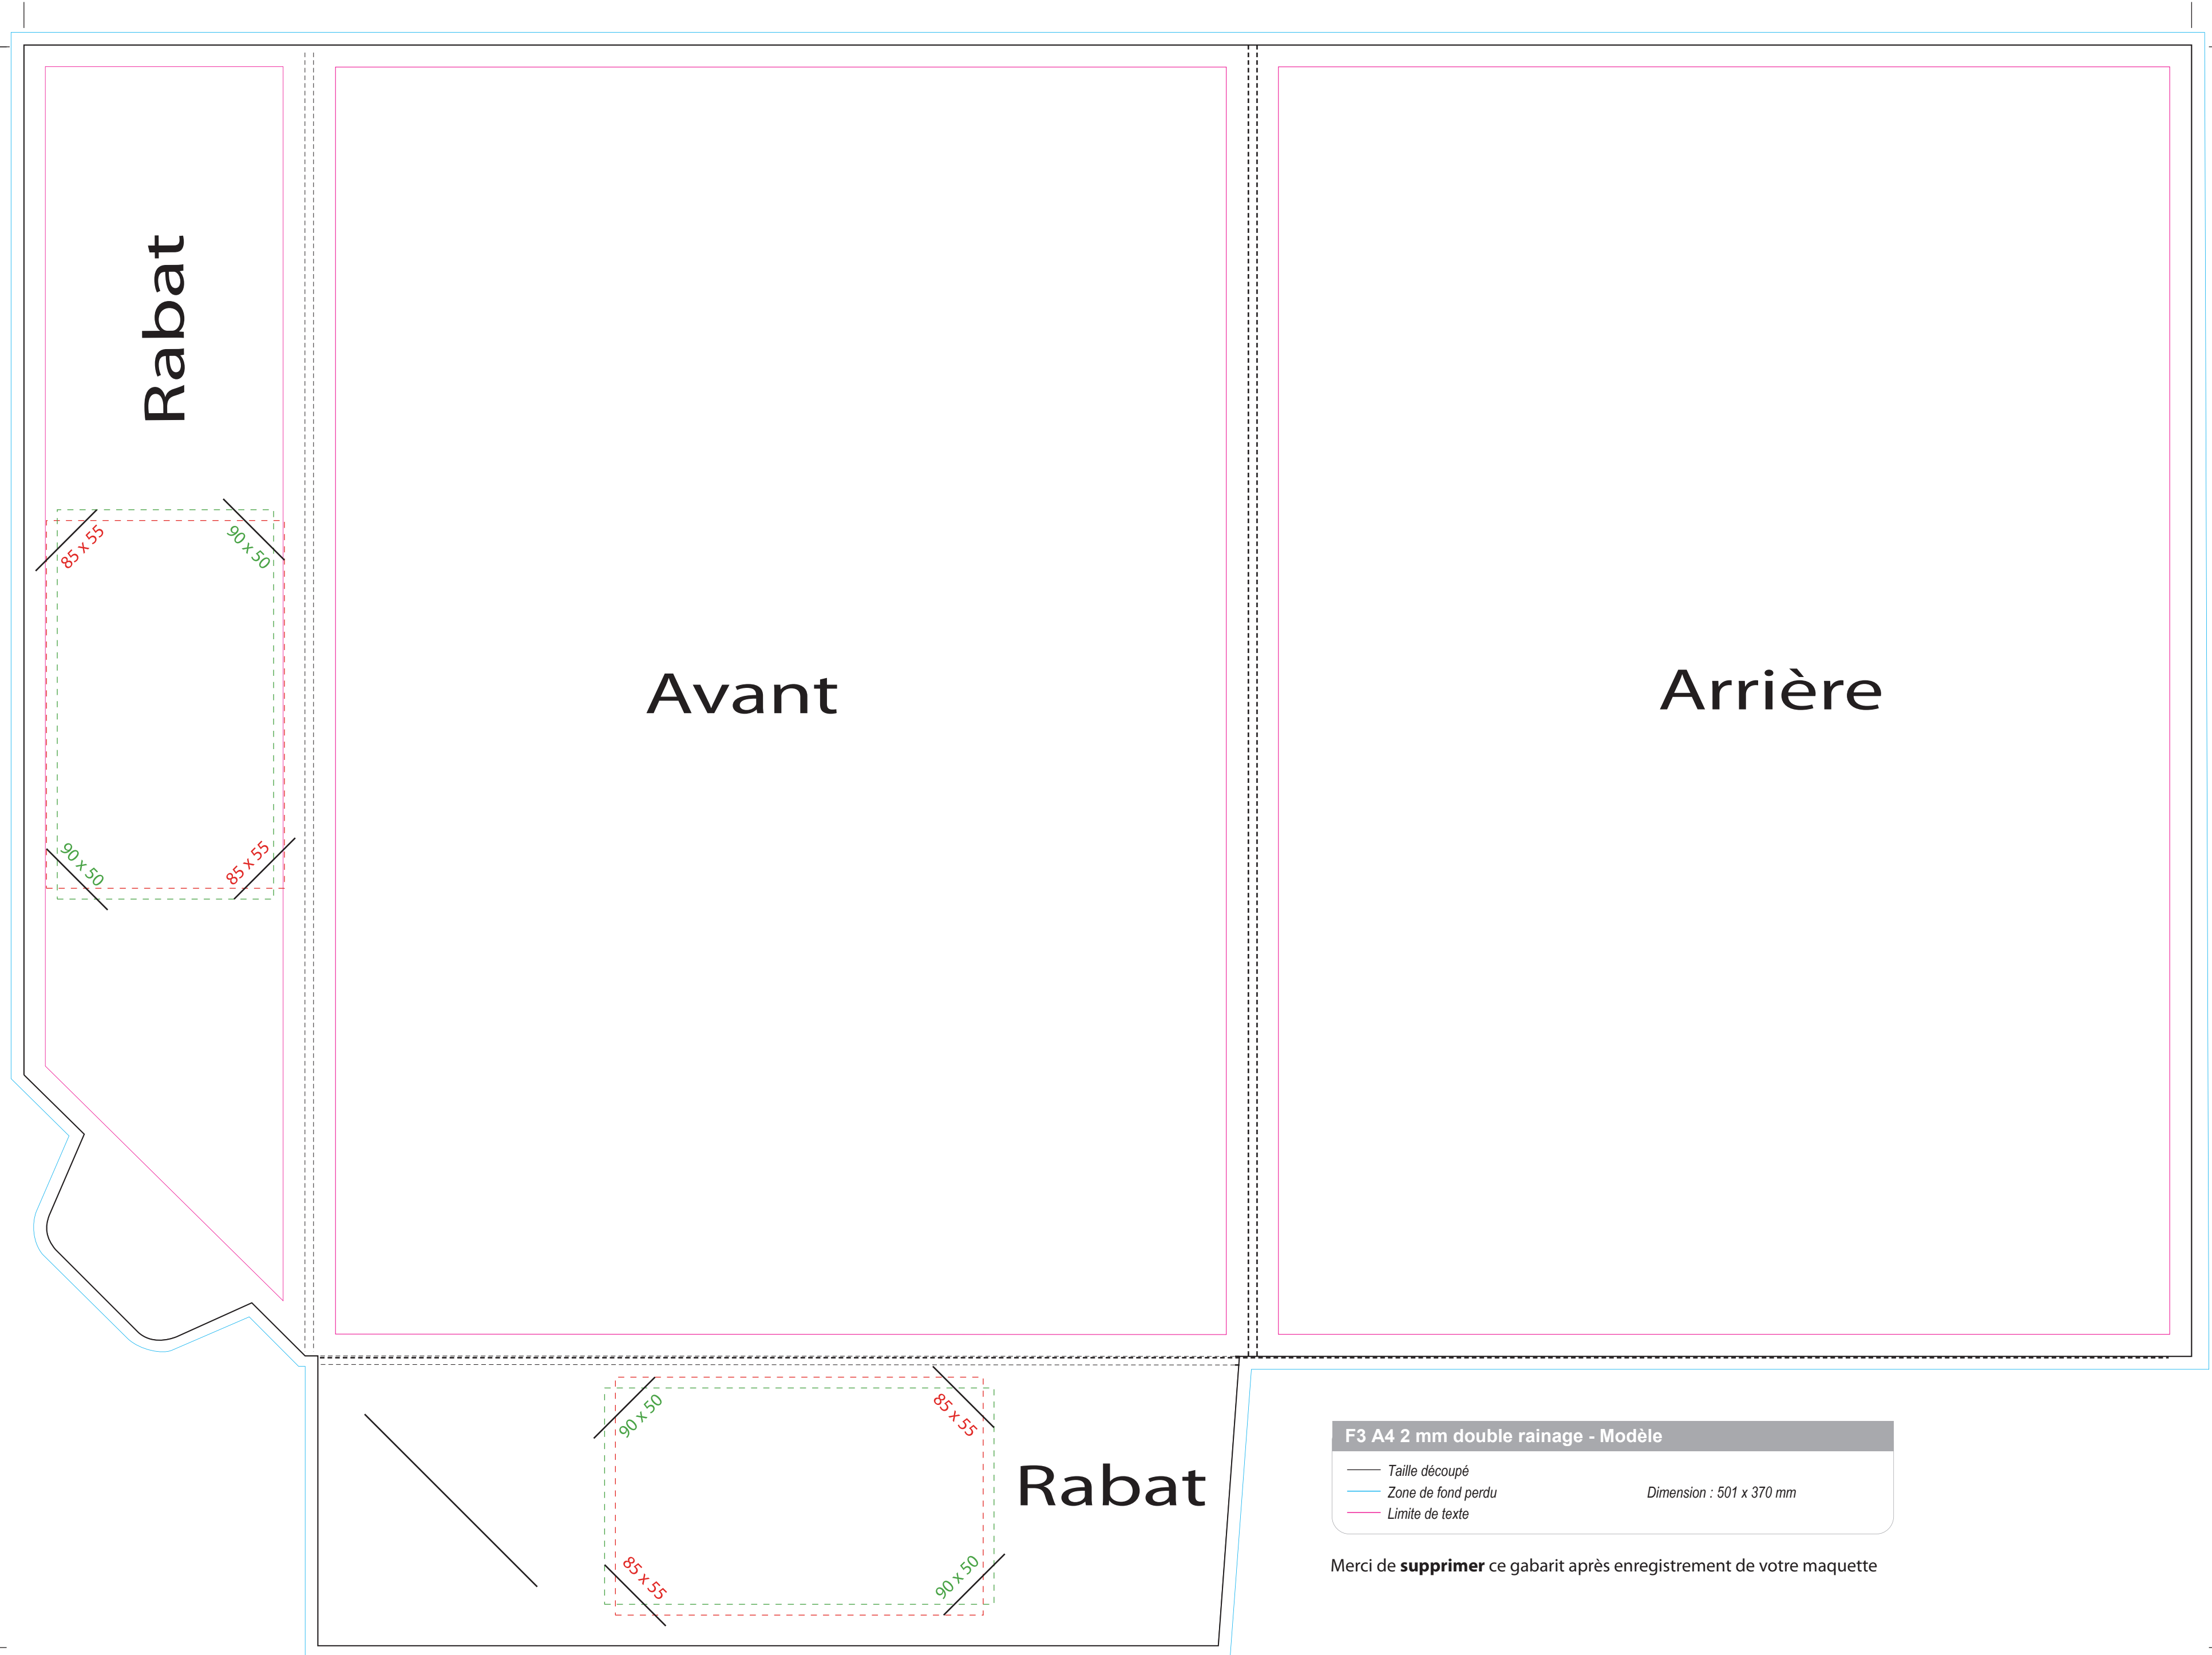 Rabat
85 x 55
90 x 50
90 x 50
85 x 55
Avant
Arrière
90 x 50
85 x 55
85 x 55
90 x 50
Rabat
F3 A4 2 mm double rainage - Modèle
Taille découpé
Zone de fond perdu
Dimension : 501 x 370 mm
Limite de texte
Merci de supprimer ce gabarit après enregistrement de votre maquette